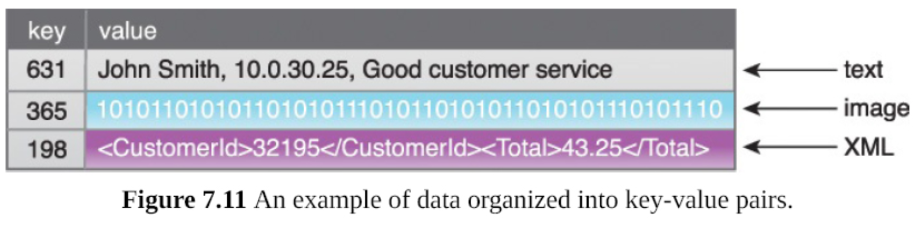 key value
631 John Smith, 10.0.30.25, Good customer service text
365 101011010101101010111010110101011010101110101110 image
198 <CustomerId>32195</CustomerId><Total>43.25</Total> XML
Figure 7.11 An example of data organized into key-value pairs.